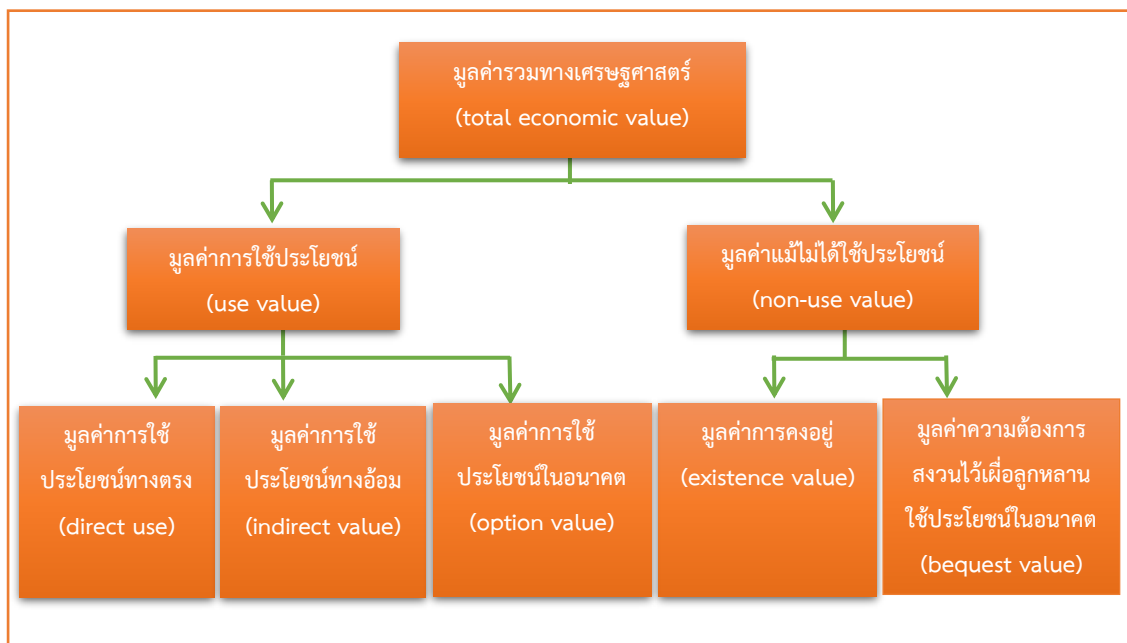 มูลค่ารวมทางเศรษฐศาสตร์
(total economic value)
มูลค่าการใช้ประโยชน์
(use value)
มูลค่าแม้ไม่ได้ใช้ประโยชน์
(non-use value)
มูลค่าการใช้
ประโยชน์ทางตรง
(direct use)
มูลค่าการใช้
ประโยชน์ทางอ้อม
(indirect value)
มูลค่าการใช้
ประโยชน์ในอนาคต
(option value)
มูลค่าการคงอยู่
(existence value)
มูลค่าความต้องการ
สงวนไว้เผื่อลูกหลาน
ใช้ประโยชน์ในอนาคต
(bequest value)